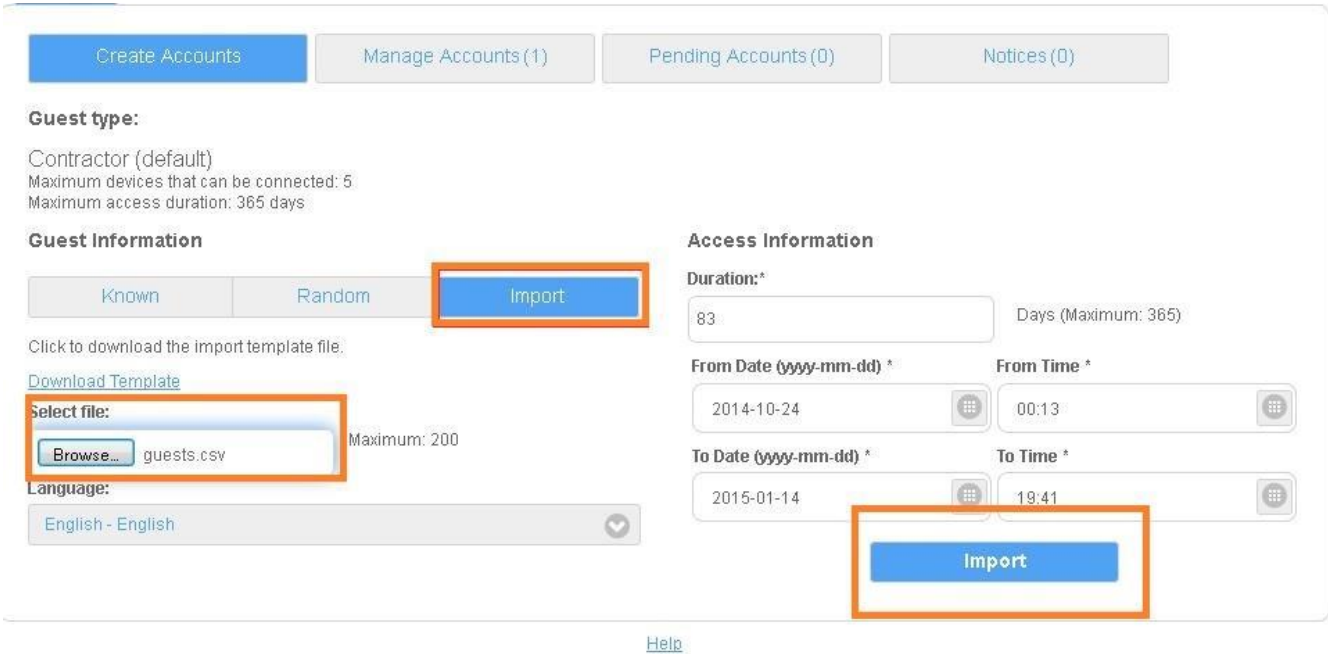 Create Accounts
Manage Accounts (1)
Pending Accounts (0)
Notices (0)
Guest type:
Contractor (default)
Maximum devices that can be connected: 5
Maximum access duration: 365 days
Guest Information
Known
Random
Import
Click to download the import template file.
Download Template
Select file:
Browse... guests.csv
Maximum: 200
Language:
English - English
Access Information
Duration:*
83
Days (Maximum: 365)
From Date (yyyy-mm-dd) *
From Time *
2014-10-24
00:13
To Date (yyyy-mm-dd) *
To Time *
2015-01-14
19:41
Import
Help